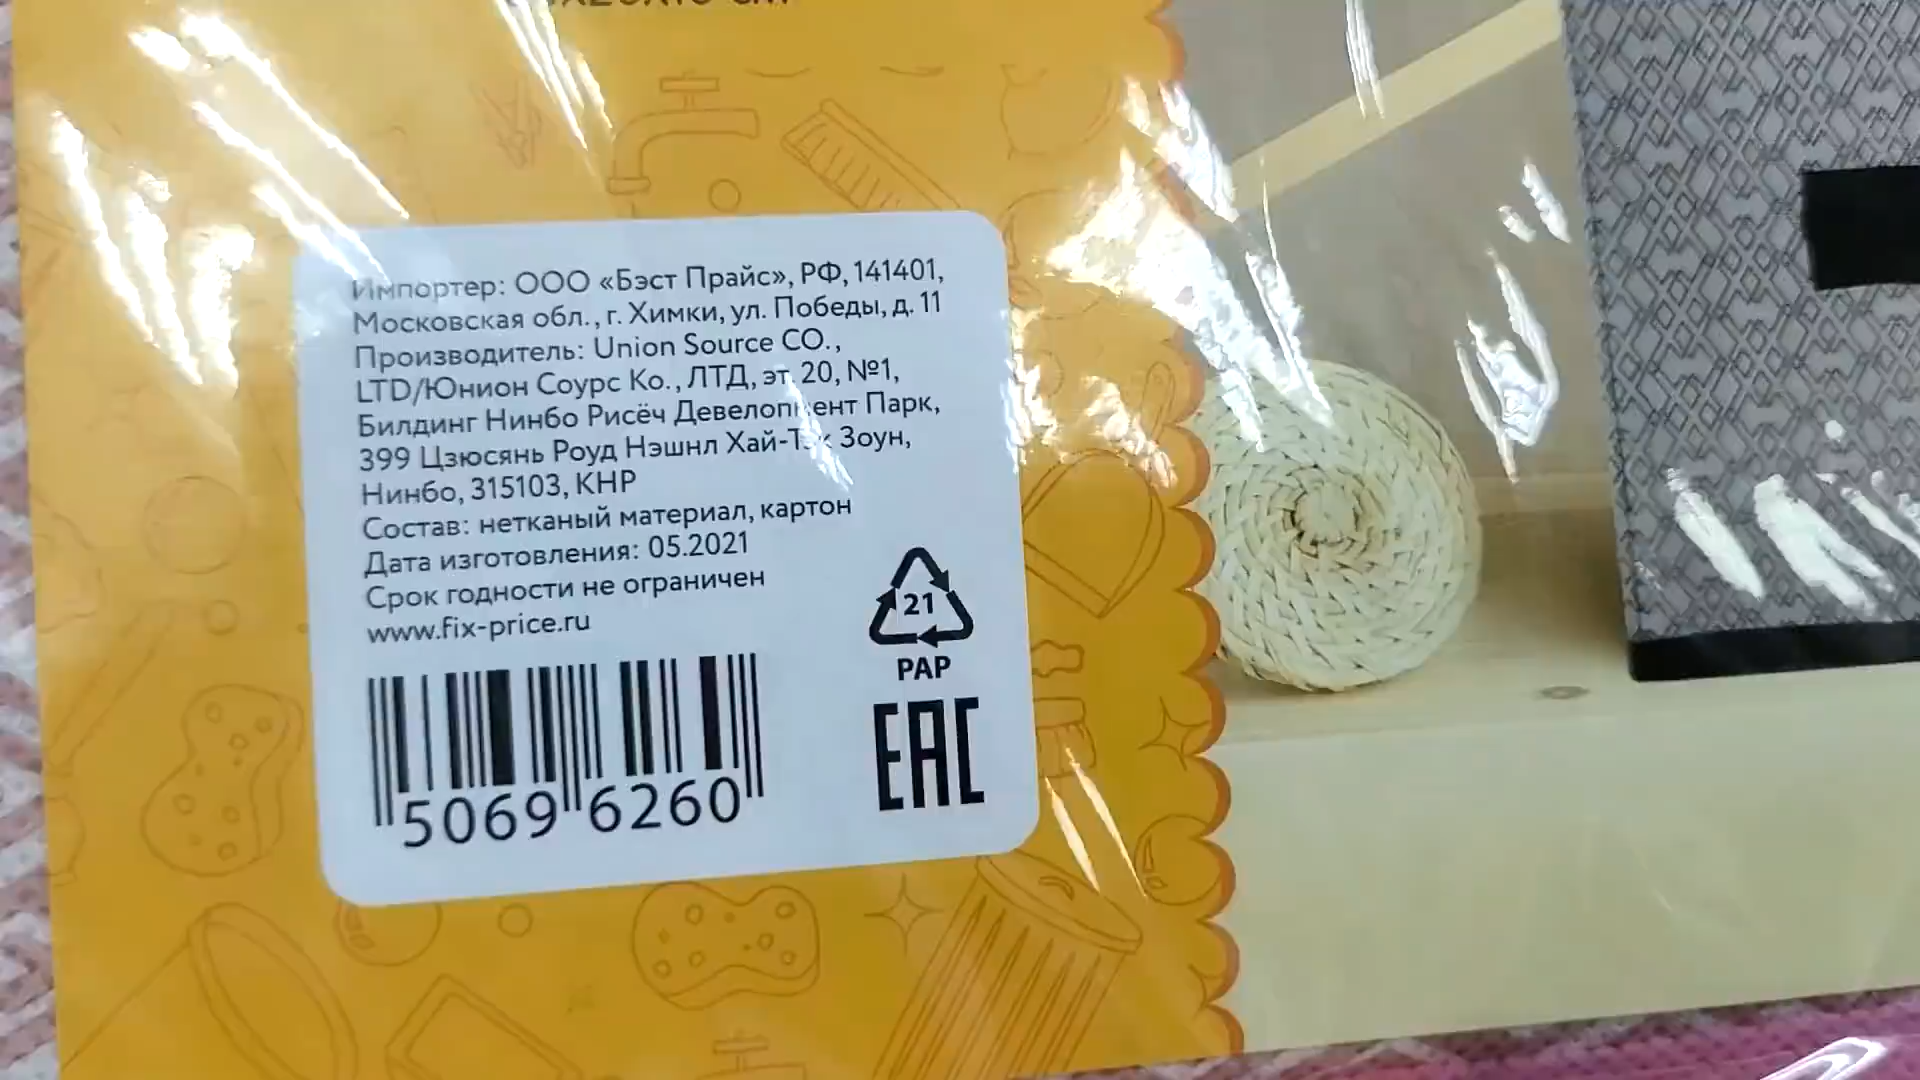 Импортер: ООО «Бэст Прайс», РФ, 141401,
Московская обл., г. Химки, ул. Победы, д. 11
Производитель: Union Source CO.,
LTD/Юнион Соурс Ко., ЛТД, эт. 20, №1,
Билдинг Нинбо Рисёч Девелопмент Парк,
399 Цзюсянь Роуд Нэшнл Хай-Тэк Зоун,
Нинбо, 315103, КНР
Состав: нетканый материал, картон
Дата изготовления: 05.2021
Срок годности не ограничен
www.fix-price.ru
21
PAP
EAC
5069 6260